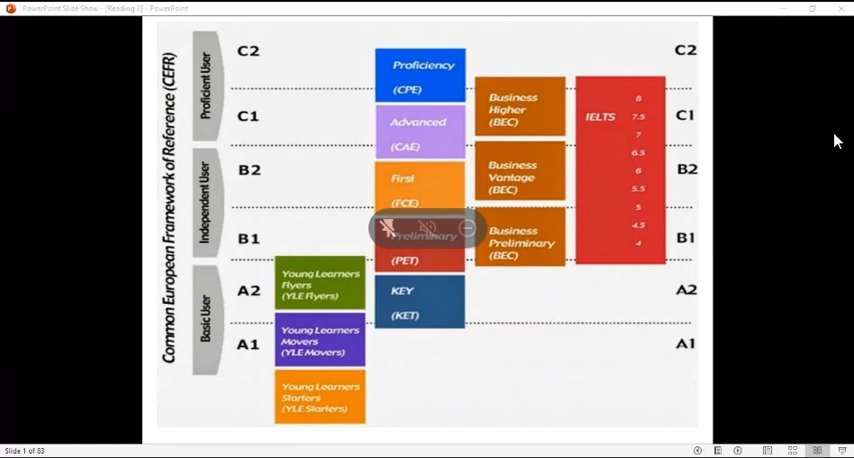 PowerPoint Slide Show - [Reading 2] - PowerPoint
Common European Framework of Reference (CEFR)
Proficient User
Independent User
Basic User
C2
C1
B2
B1
A2
A1
Young Learners
Flyers
(YLE Flyers)
Young Learners
Movers
(YLE Movers)
Young Learners
Starters
(YLE Starters)
Proficiency
(CPE)
Advanced
(CAE)
First
(FCE)
Preliminary
(PET)
KEY
(KET)
Business
Higher
(BEC)
Business
Vantage
(BEC)
Business
Preliminary
(BEC)
IELTS
8
7.5
7
6.5
6
5.5
5
4.5
4
C2
C1
B2
B1
A2
A1
Slide 1 of 83